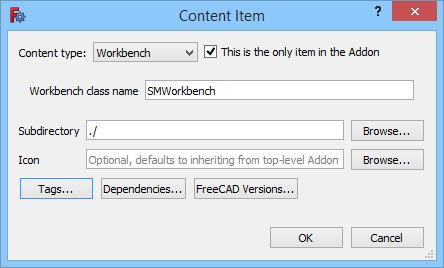 Content Item
?
Content type: Workbench This is the only item in the Addon
Workbench class name SMWorkbench
Subdirectory ./ Browse...
Icon Optional, defaults to inheriting from top-level Addon Browse...
Tags... Dependencies... FreeCAD Versions...
OK Cancel